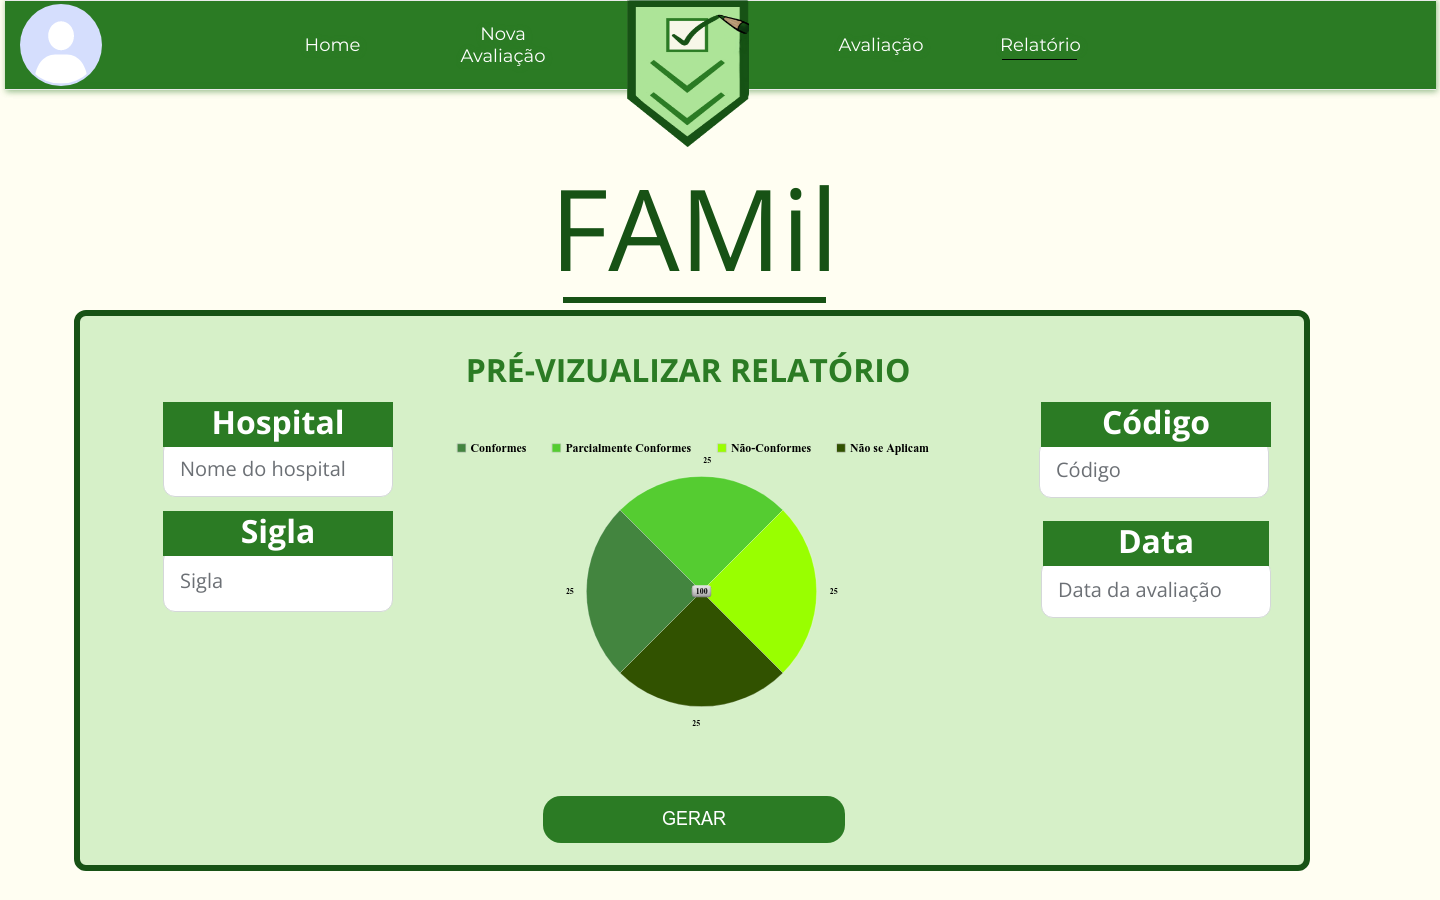 Home
Nova
Avaliação
Avaliação
Relatório
FAMil
PRÉ-VIZUALIZAR RELATÓRIO
Hospital
Nome do hospital
Sigla
Sigla
Conformes
Parcialmente Conformes
Não-Conformes
Não se Aplicam
25
25
100
25
25
Código
Código
Data
Data da avaliação
GERAR